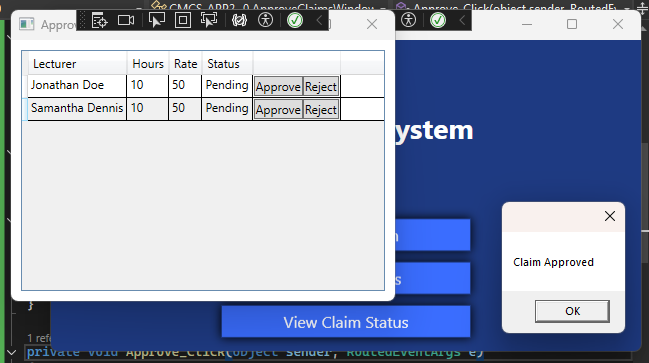 CMCS_APP2_0.ApproveClaimsWindow
Approve_Click(object sender, RoutedEv
Approv
Lecturer Hours Rate Status
Jonathan Doe 10 50 Pending Approve Reject
Samantha Dennis 10 50 Pending Approve Reject
ystem
n
s
View Claim Status
Claim Approved
OK
}
1 refe
private void Approve_Click(object sender, RoutedEventArgs e)